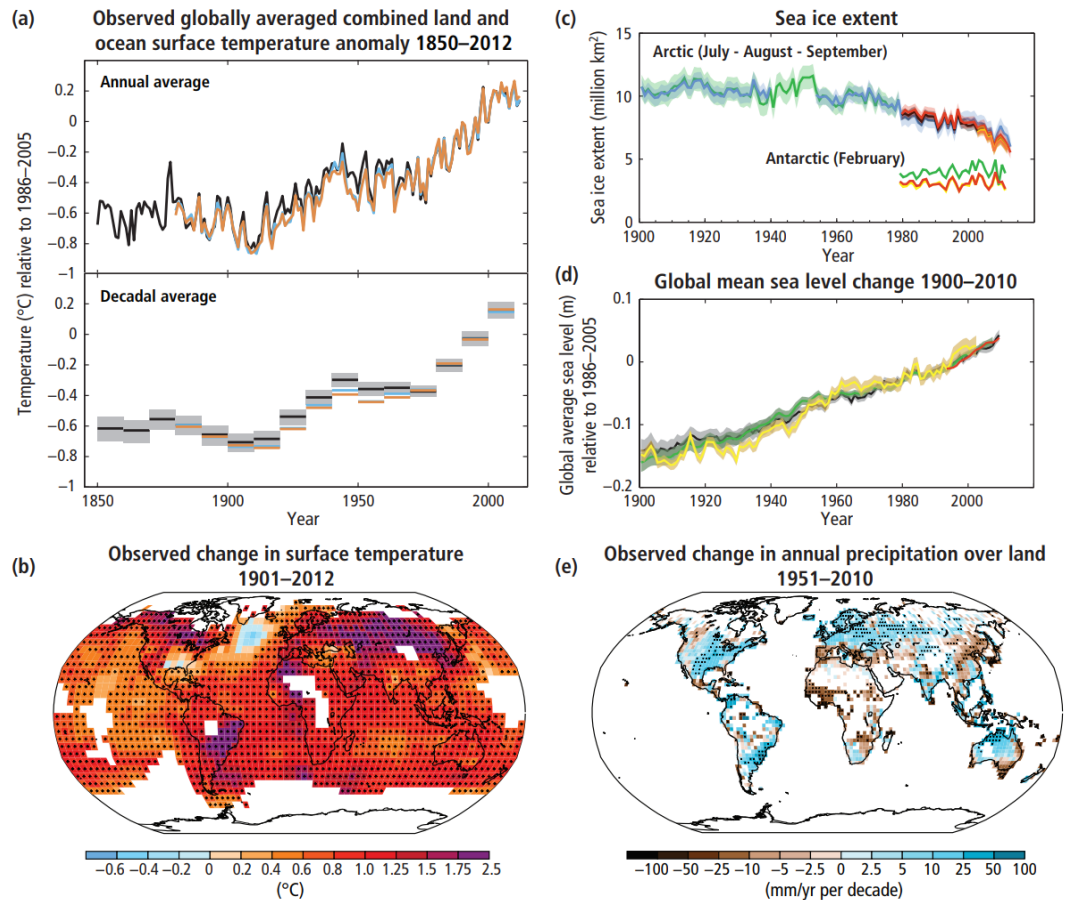 (a)
Observed globally averaged combined land and
ocean surface temperature anomaly 1850–2012
Annual average
0.2
0
−0.2
−0.4
−0.6
−0.8
−1
Decadal average
0.2
0
−0.2
−0.4
−0.6
−0.8
−1
Temperature (°C) relative to 1986–2005
1850
1900
1950
2000
Year
(c)
Sea ice extent
Arctic (July - August - September)
Antarctic (February)
15
10
5
0
Sea ice extent (million km²)
1900
1920
1940
1960
1980
2000
Year
(d)
Global mean sea level change 1900–2010
0.1
0
−0.1
−0.2
Global average sea level (m)
relative to 1986–2005
1900
1920
1940
1960
1980
2000
Year
(b)
Observed change in surface temperature
1901–2012
−0.6 −0.4 −0.2 0 0.2 0.4 0.6 0.8 1.0 1.25 1.5 1.75 2.5
(°C)
(e)
Observed change in annual precipitation over land
1951–2010
−100 −50 −25 −10 −5 −2.5 0 2.5 5 10 25 50 100
(mm/yr per decade)